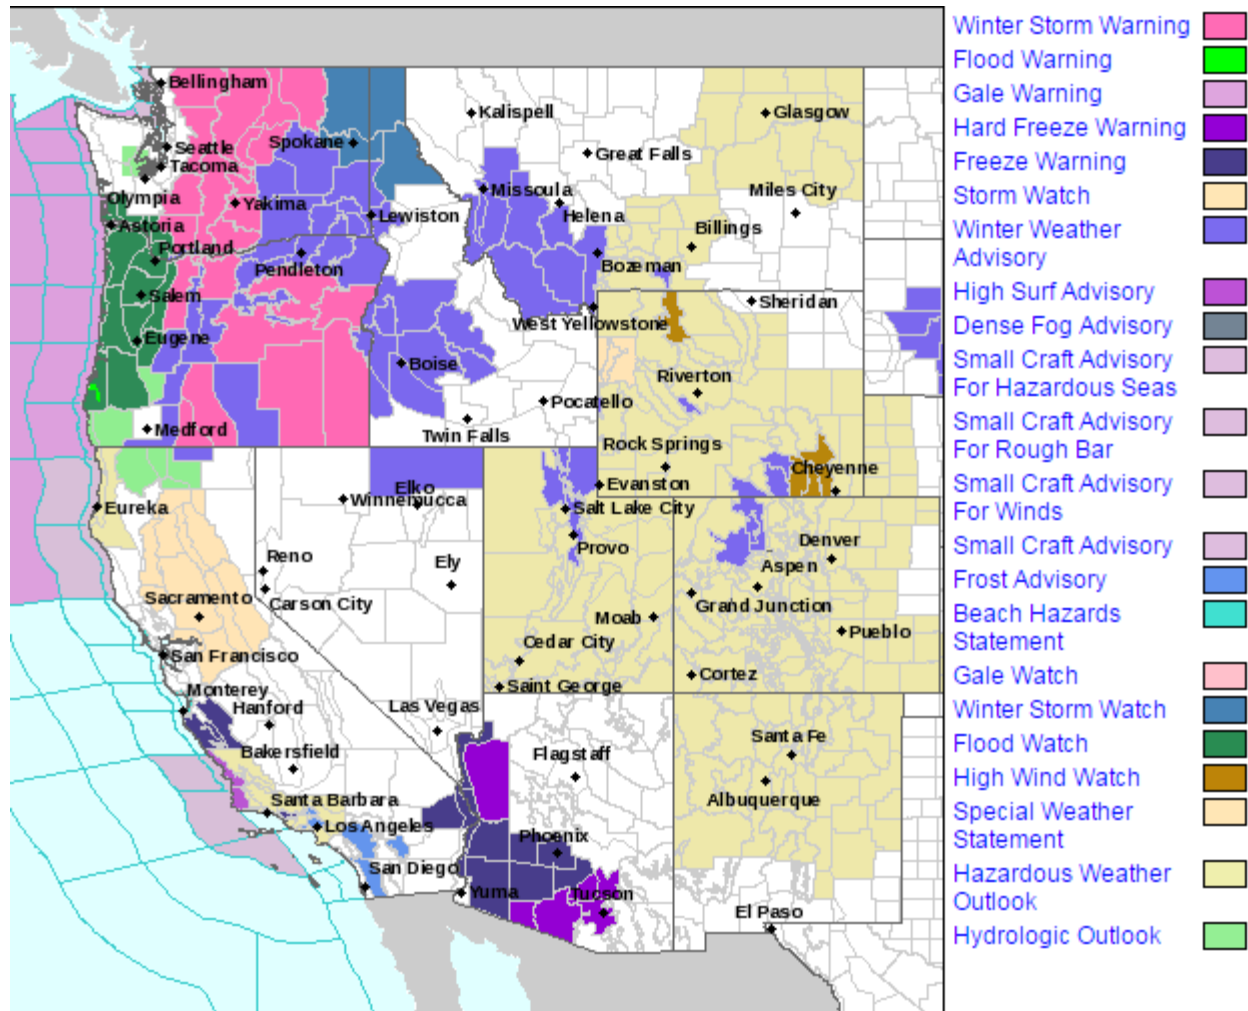 Bellingham
Kalispell
Glasgow
Spokane
Seattle
Great Falls
Tacoma
Missoula
Miles City
Olympia
Yakima
Lewiston
Helena
Astoria
Billings
Portland
Pendleton
Bozeman
Salem
Sheridan
West Yellowstone
Eugene
Boise
Riverton
Pocatello
Medford
Twin Falls
Rock Springs
Cheyenne
Elko
Evanston
Winnemucca
Eureka
Salt Lake City
Provo
Denver
Reno
Ely
Aspen
Sacramento
Carson City
Grand Junction
Moab
Pueblo
Cedar City
San Francisco
Cortez
Saint George
Monterey
Hanford
Las Vegas
Santa Fe
Bakersfield
Flagstaff
Santa Barbara
Albuquerque
Los Angeles
Phoenix
San Diego
Yuma
Tucson
El Paso
Winter Storm Warning
Flood Warning
Gale Warning
Hard Freeze Warning
Freeze Warning
Storm Watch
Winter Weather
Advisory
High Surf Advisory
Dense Fog Advisory
Small Craft Advisory
For Hazardous Seas
Small Craft Advisory
For Rough Bar
Small Craft Advisory
For Winds
Small Craft Advisory
Frost Advisory
Beach Hazards
Statement
Gale Watch
Winter Storm Watch
Flood Watch
High Wind Watch
Special Weather
Statement
Hazardous Weather
Outlook
Hydrologic Outlook